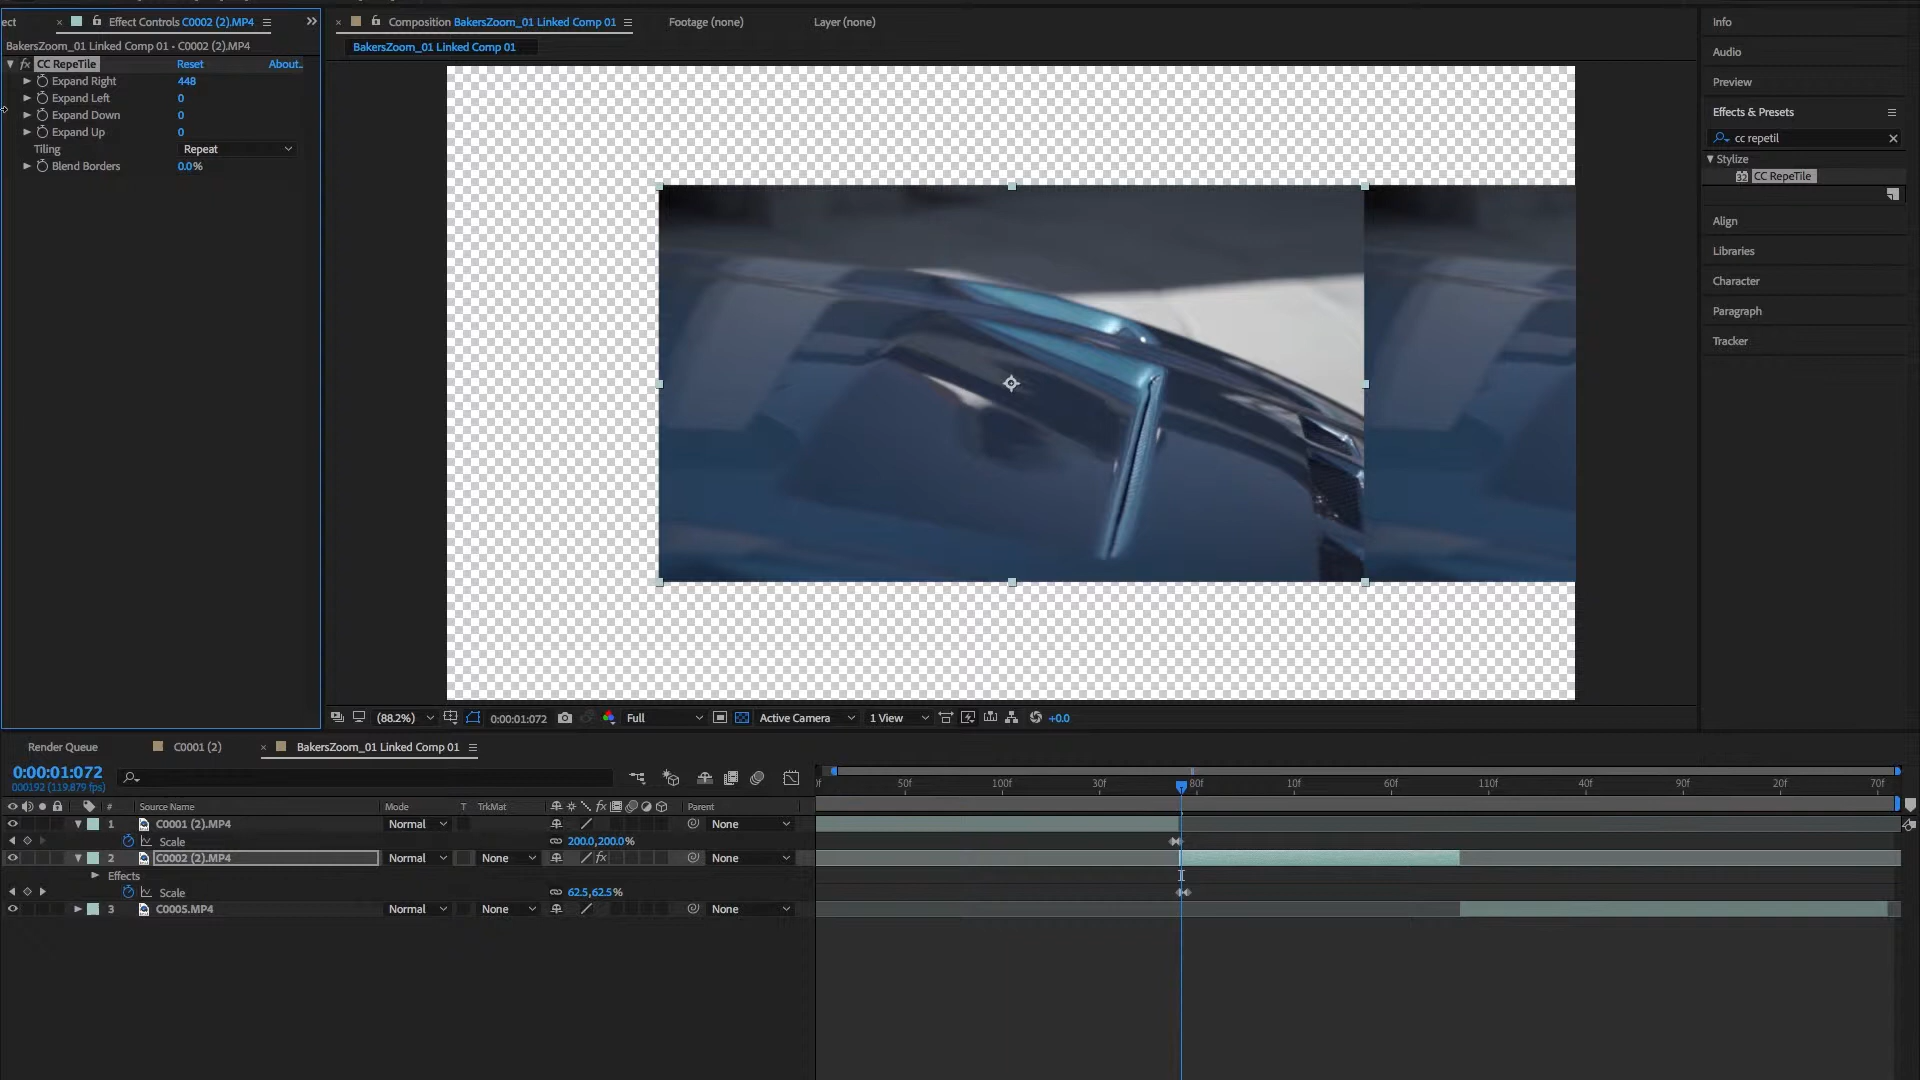 ect
Effect Controls C0002 (2).MP4
Composition BakersZoom_01 Linked Comp 01
Footage (none)
Layer (none)
Info
BakersZoom_01 Linked Comp 01 • C0002 (2).MP4
BakersZoom_01 Linked Comp 01
Audio
fx CC RepeTile Reset About..
Expand Right 448
Preview
Expand Left 0
Expand Down 0
Effects & Presets
Expand Up 0
cc repetil
Tiling Repeat
Stylize
Blend Borders 0.0%
32 CC RepeTile
Align
Libraries
Character
Paragraph
Tracker
(88.2%) 0:00:01:072 Full Active Camera 1 View +0.0
Render Queue C0001 (2) BakersZoom_01 Linked Comp 01
0:00:01:072
000192 (119.879 fps)
50f 100f 30f 80f 10f 60f 110f 40f 90f 20f 70f
# Source Name Mode T TrkMat fx Parent
1 C0001 (2).MP4 Normal None
Scale 200.0,200.0%
2 C0002 (2).MP4 Normal None fx None
Effects
Scale 62.5,62.5%
3 C0005.MP4 Normal None None